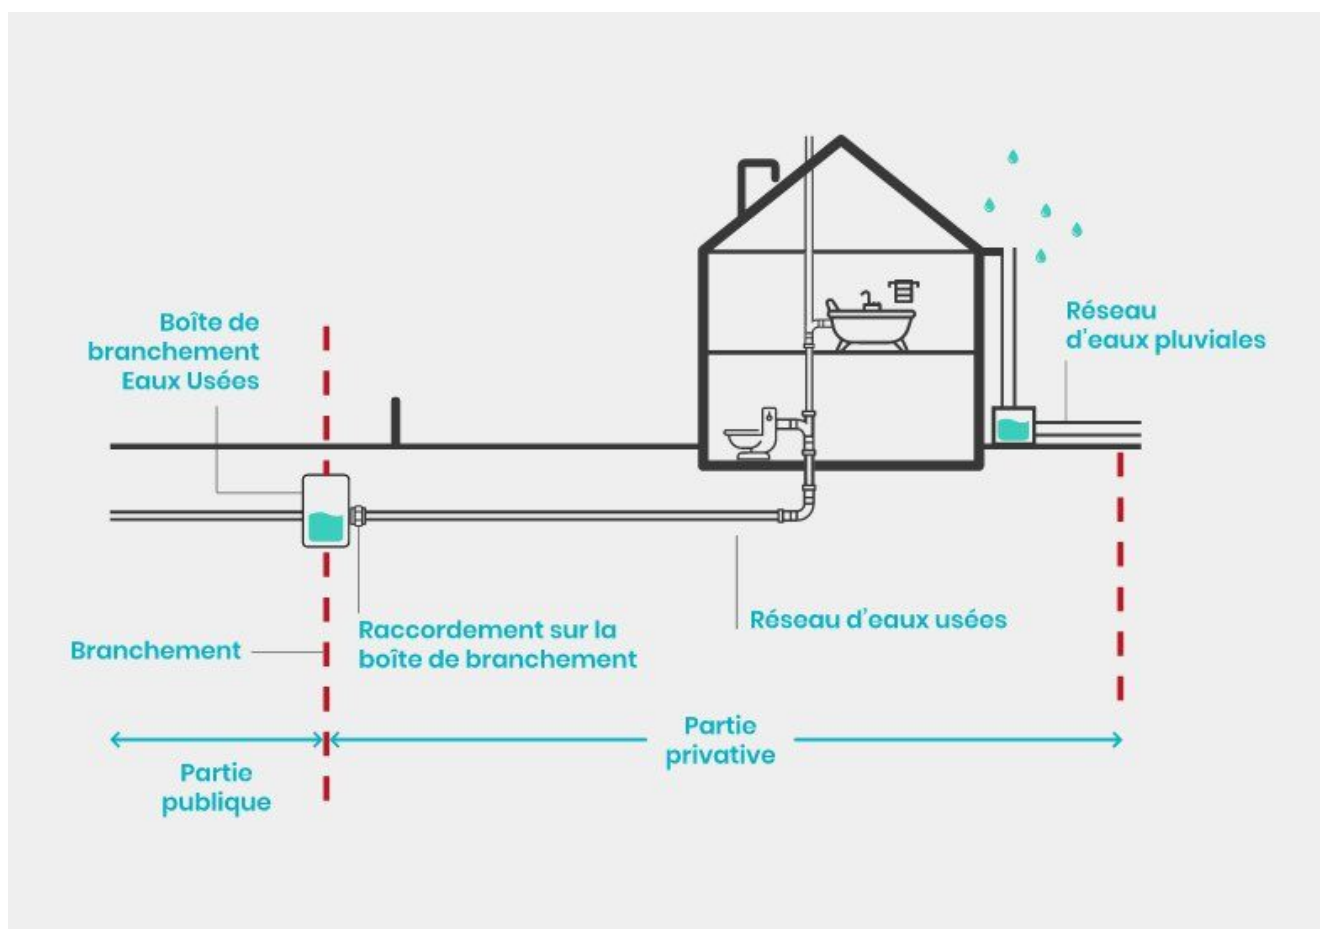 Boîte de
branchement
Eaux Usées
Réseau
d'eaux pluviales
Réseau d’eaux usées
Raccordement sur la
boîte de branchement
Branchement
Partie
privative
Partie
publique